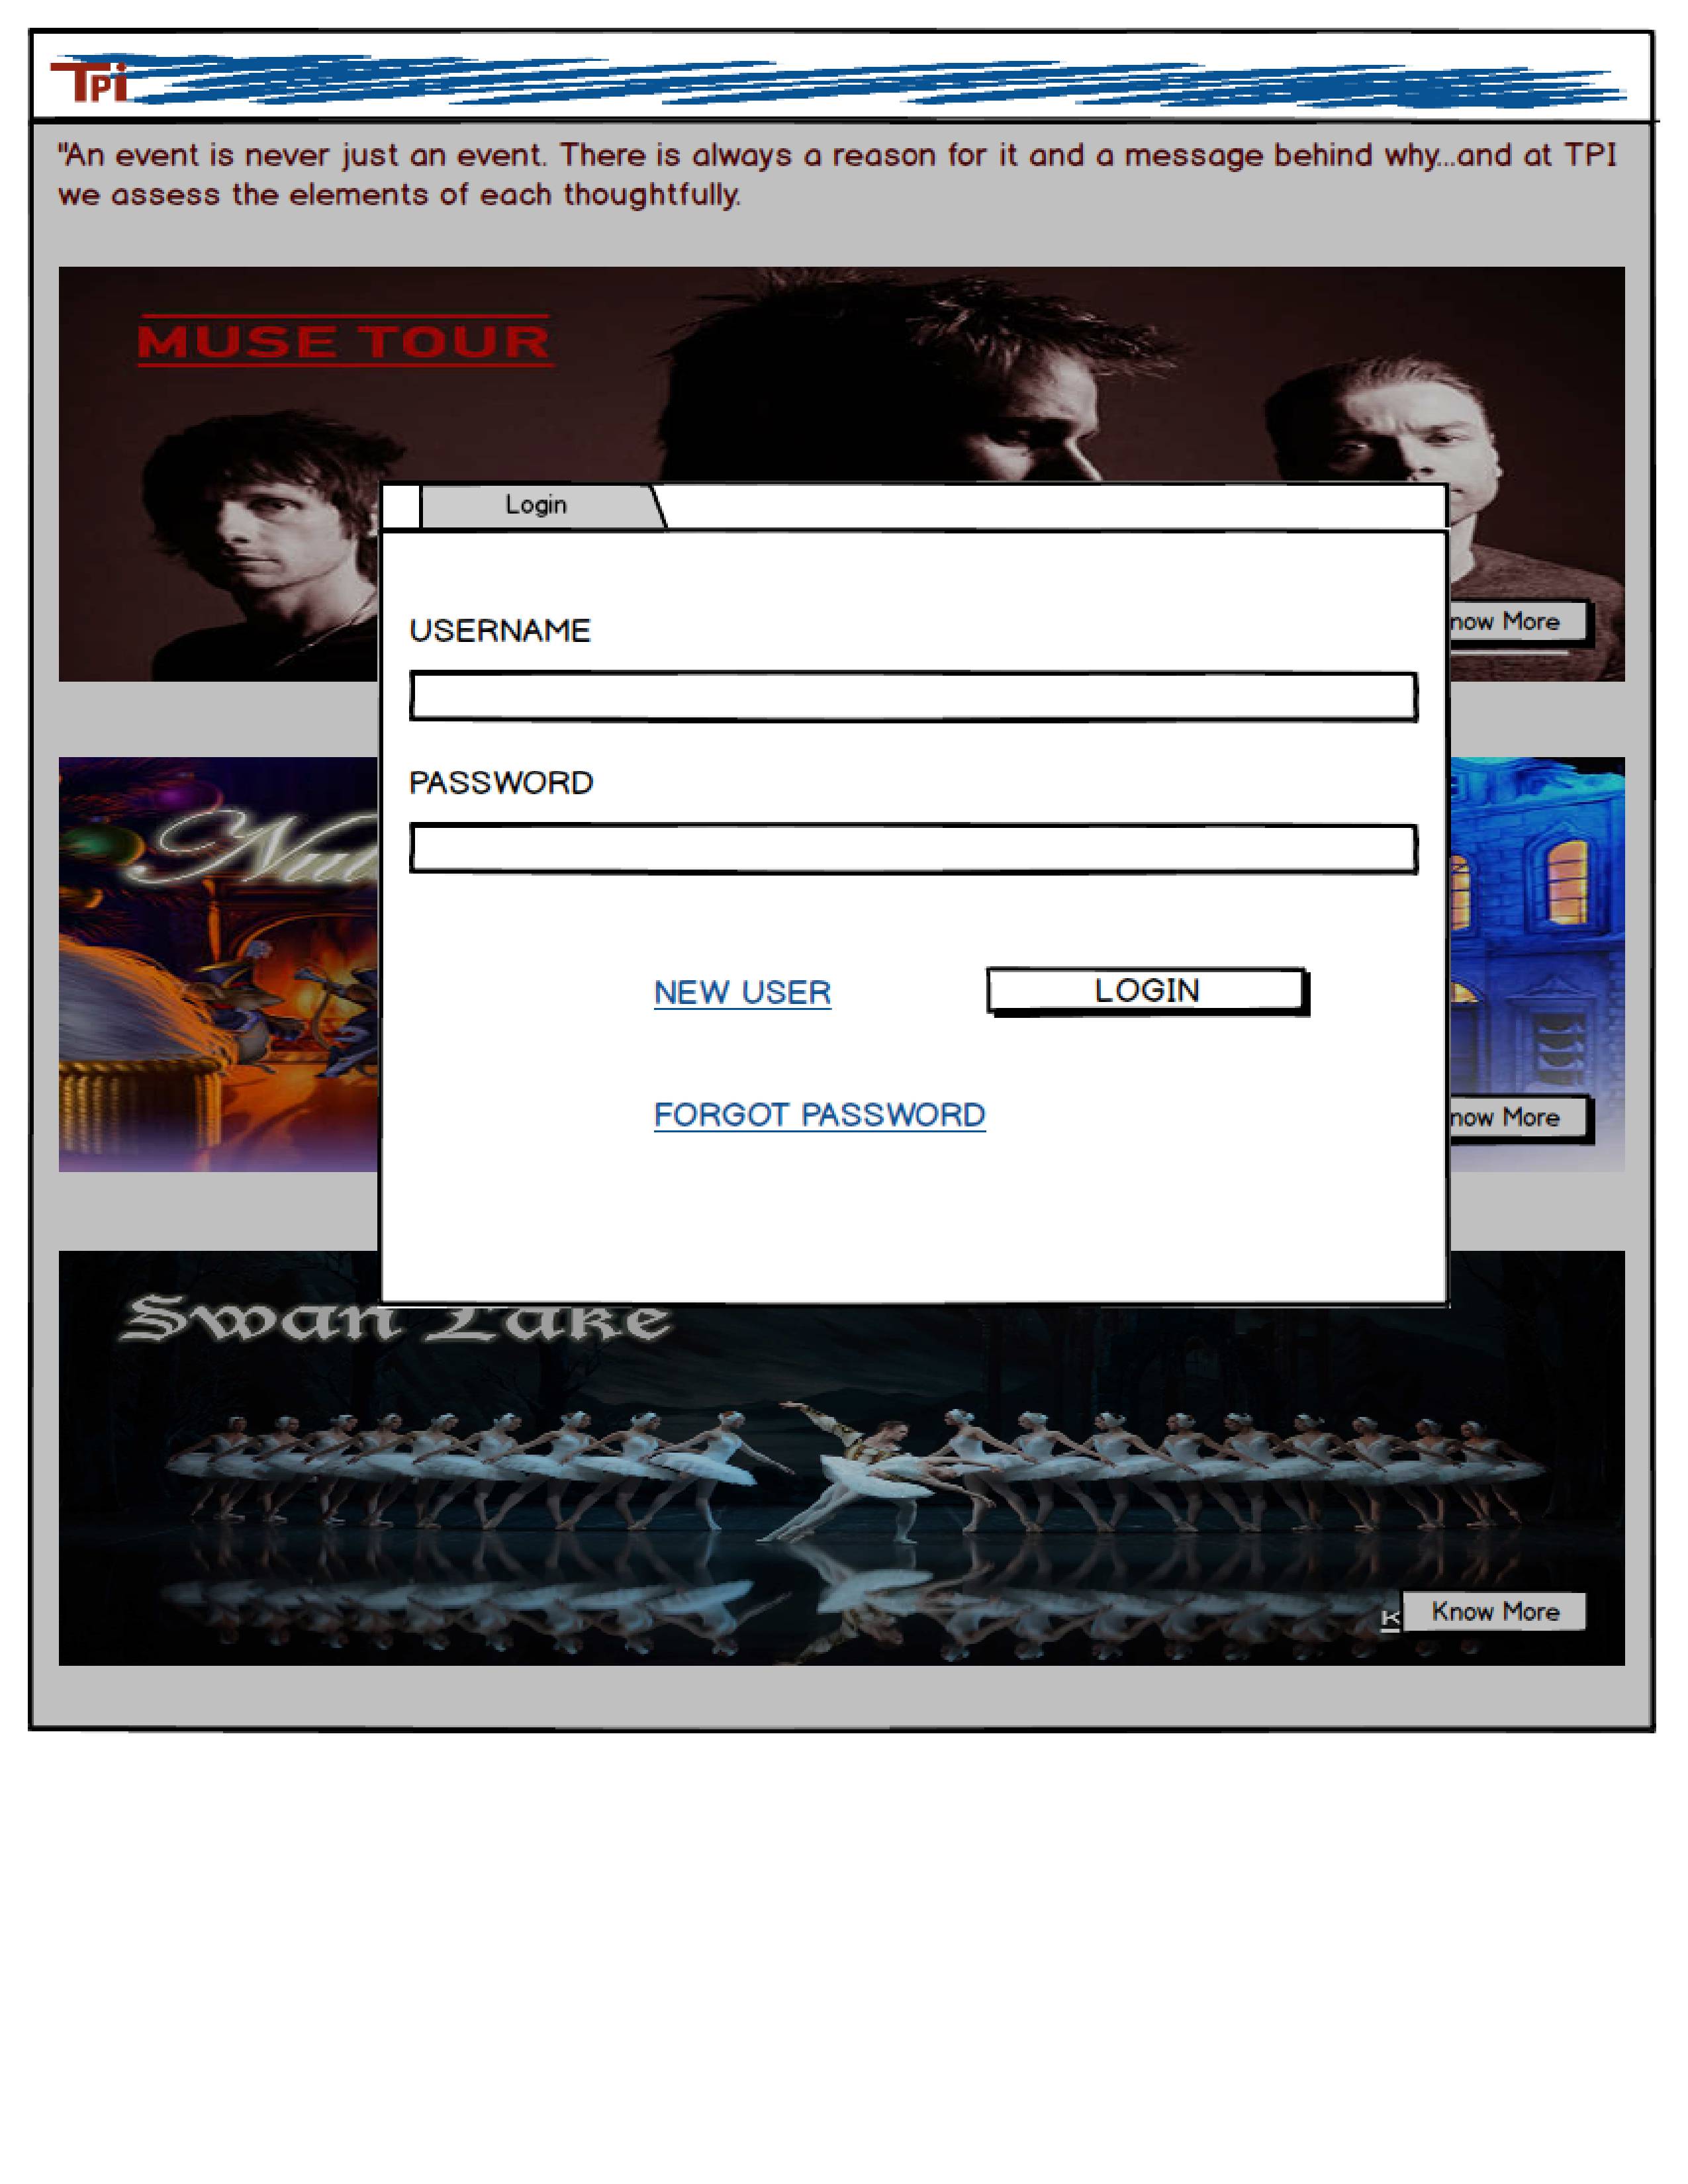 TPi
"An event is never just an event. There is always a reason for it and a message behind why...and at TPI
we assess the elements of each thoughtfully.
MUSE TOUR
Login
USERNAME
now More
PASSWORD
Nut
NEW USER
LOGIN
FORGOT PASSWORD
now More
Swan Lake
K
Know More